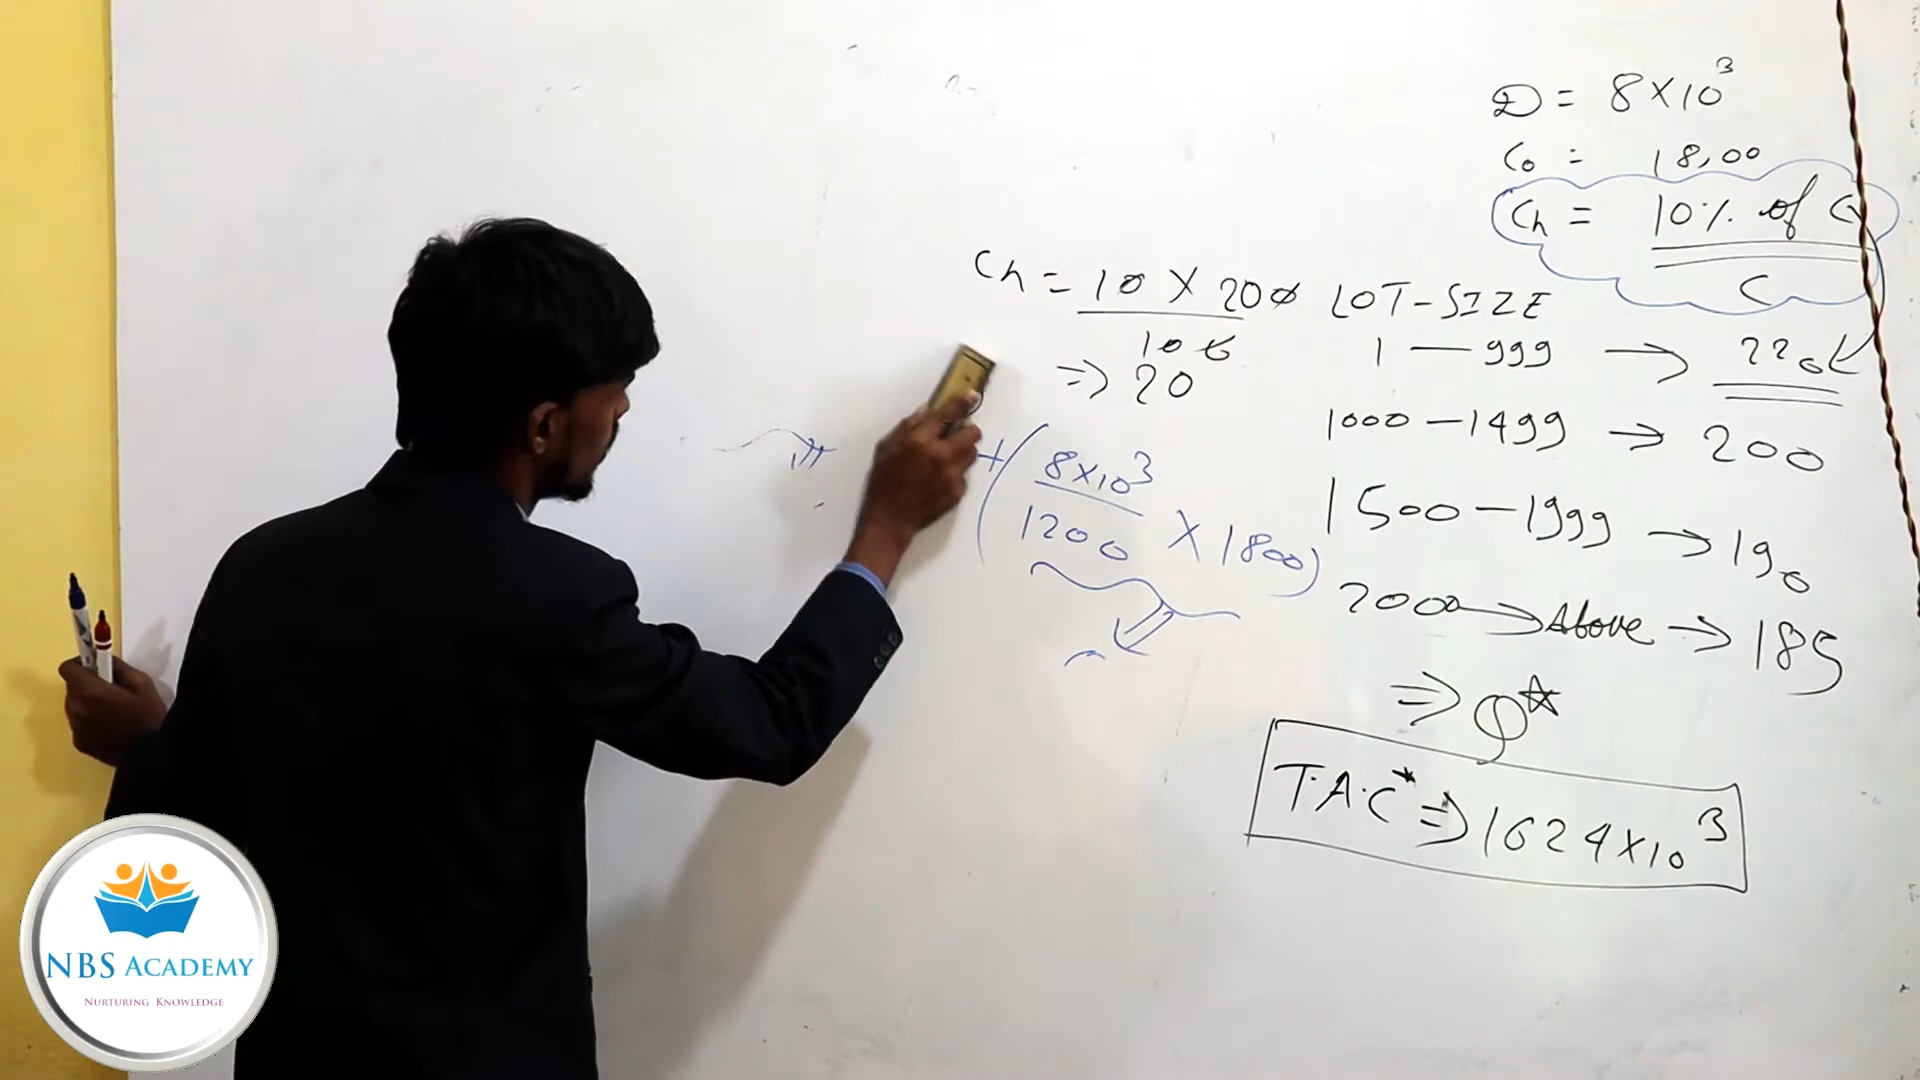 D = 8×10³
Co = 18,00
Ch = 10% of C
C
Ch = 10 × 200
100
⇒ 20
LOT-SIZE
1 — 999 → 220
1000 – 1499 → 200
1500 – 1999 → 190
2000 → Above → 185
⇒ Q*
T.A.C* ⇒ 1624×10³
+ (8×10³
1200 × 1800)
NBS ACADEMY
NURTURING KNOWLEDGE